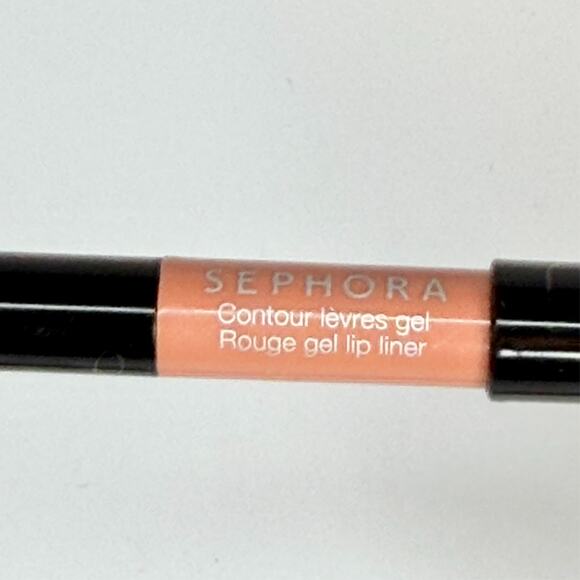 SEPHORA
Contour lèvres gel
Rouge gel lip liner